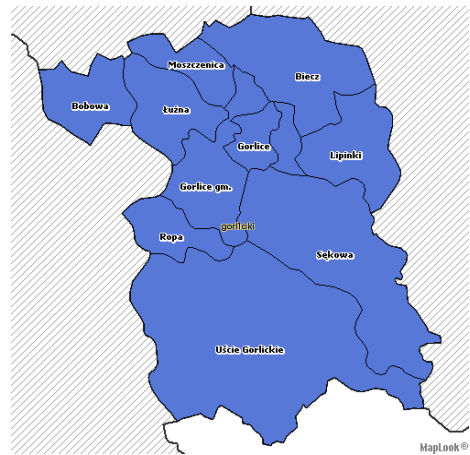 Moszczenica
Biecz
Bobowa
Łużna
Gorlice
Lipinki
Gorlice gm.
gorlicki
Ropa
Sękowa
Uście Gorlickie
MapLook®